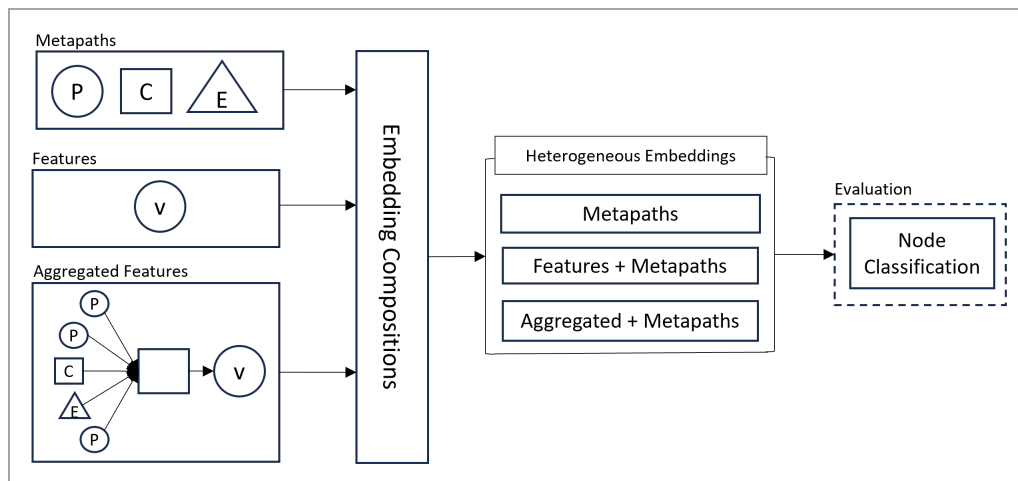 Metapaths
P C E
Features
v
Aggregated Features
P
P
C
E
P
v
Embedding Compositions
Heterogeneous Embeddings
Metapaths
Features + Metapaths
Aggregated + Metapaths
Evaluation
Node
Classification